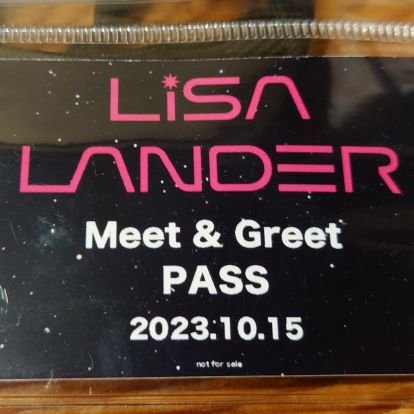 LiSA
LANDER
Meet & Greet
PASS
2023.10.15
not for sale